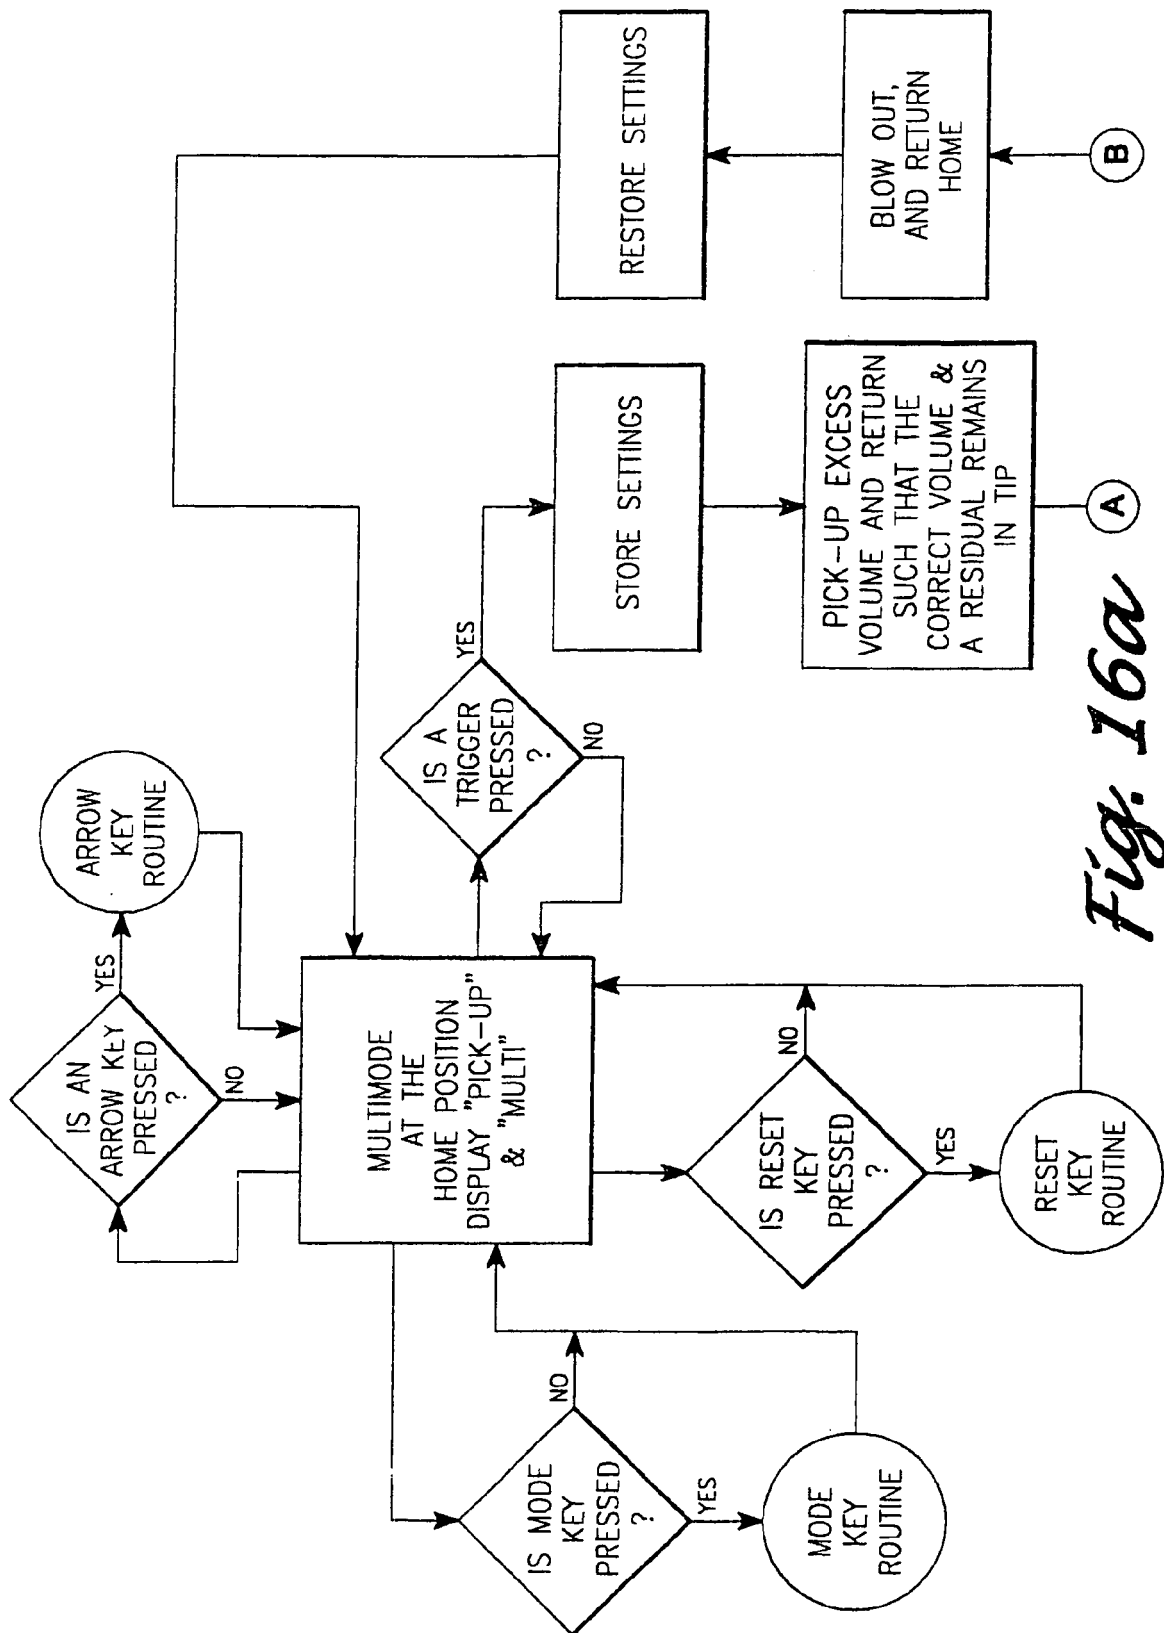 IS AN
ARROW KEY
PRESSED
?
YES
NO
ARROW
KEY
ROUTINE
IS MODE
KEY
PRESSED
?
NO
YES
MODE
KEY
ROUTINE
MULTIMODE
AT THE
HOME POSITION
DISPLAY "PICK-UP"
& "MULTI"
IS RESET
KEY
PRESSED
?
NO
YES
RESET
KEY
ROUTINE
IS A
TRIGGER
PRESSED
?
YES
NO
STORE SETTINGS
PICK-UP EXCESS
VOLUME AND RETURN
SUCH THAT THE
CORRECT VOLUME &
A RESIDUAL REMAINS
IN TIP
A
RESTORE SETTINGS
BLOW OUT,
AND RETURN
HOME
B
Fig. 16a